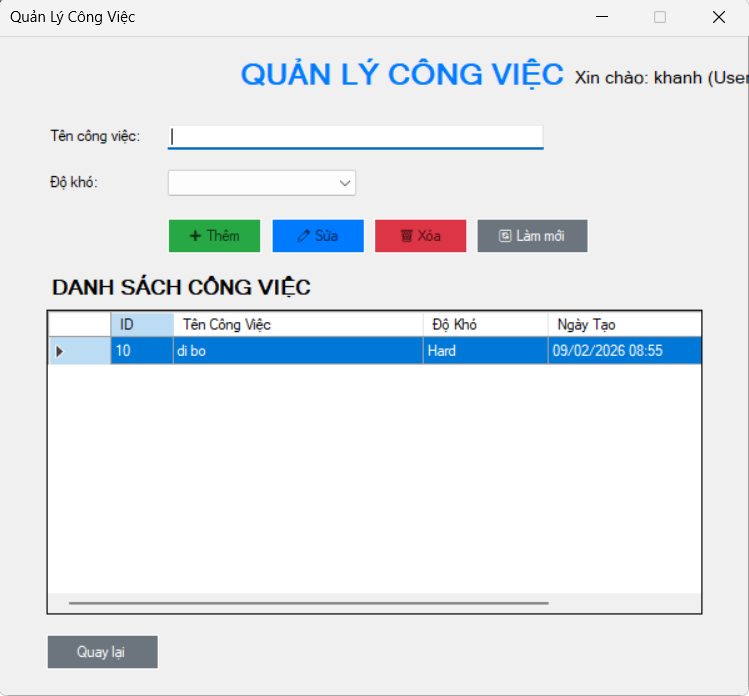 Quản Lý Công Việc
QUẢN LÝ CÔNG VIỆC Xin chào: khanh (User
Tên công việc:
Độ khó:
Thêm Sửa Xóa Làm mới
DANH SÁCH CÔNG VIỆC
ID Tên Công Việc Độ Khó Ngày Tạo
10 di bo Hard 09/02/2026 08:55
Quay lại